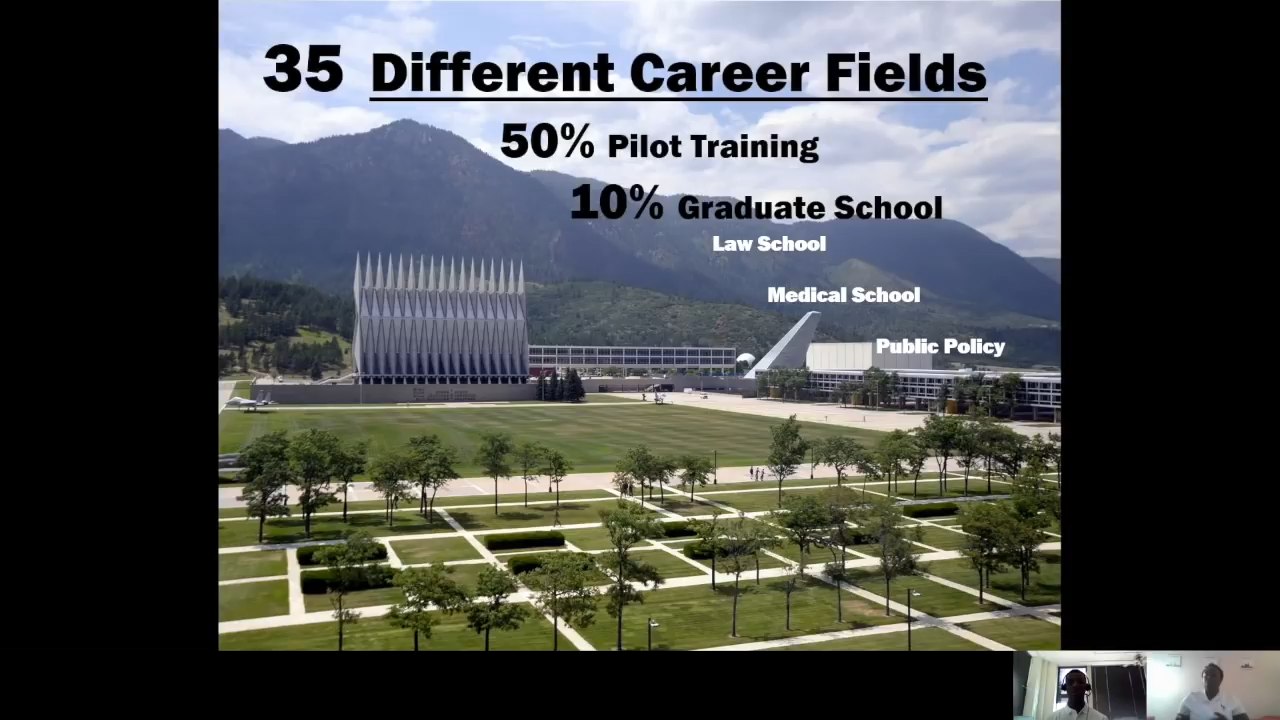 35 Different Career Fields
50% Pilot Training
10% Graduate School
Law School
Medical School
Public Policy